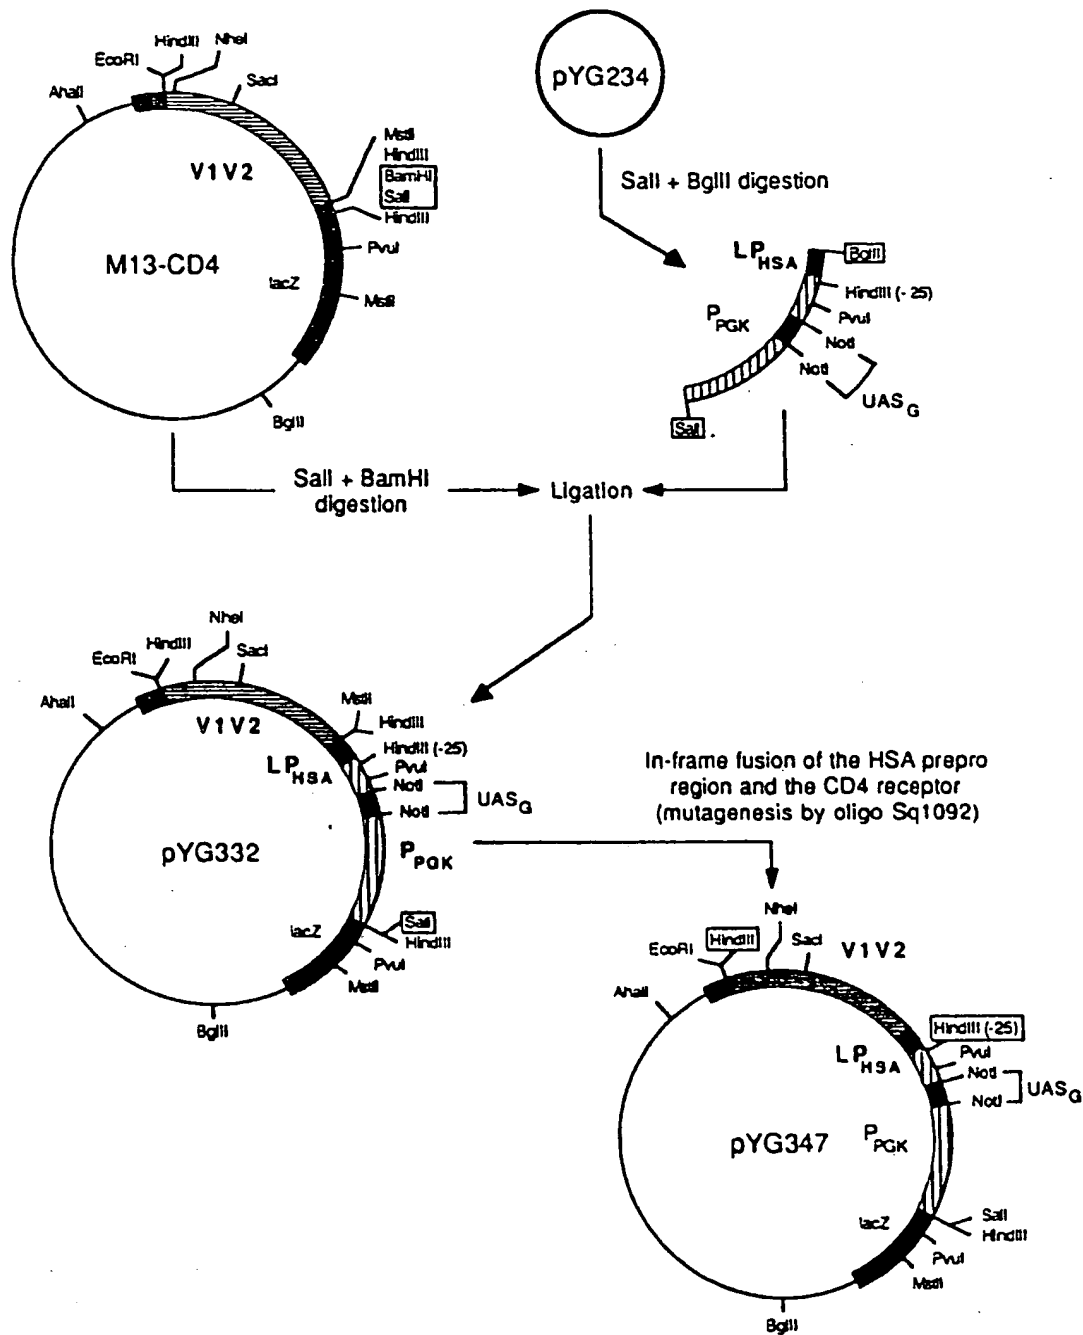 EcoRI
HindIII
NheI
AhaII
SacI
V1V2
MstII
HindIII
BamHI
SalI
HindIII
PvuI
M13-CD4
lacZ
MstII
BglII
pYG234
SalI + BglII digestion
LP HSA
BglII
HindIII (-25)
P PGK
PvuI
NotI
NotI
UAS G
SalI
SalI + BamHI
digestion
Ligation
NheI
HindIII
EcoRI
SacI
AhaII
MstII
HindIII
V1V2
HindIII (-25)
LP HSA
PvuI
NotI
UAS G
NotI
pYG332
P PGK
SalI
lacZ
HindIII
PvuI
MstII
BglII
In-frame fusion of the HSA prepro
region and the CD4 receptor
(mutagenesis by oligo Sq1092)
NheI
HindIII
EcoRI
SacI
V1V2
AhaII
HindIII (-25)
LP HSA
PvuI
NotI
UAS G
NotI
pYG347
P PGK
lacZ
SalI
HindIII
PvuI
MstII
BglII